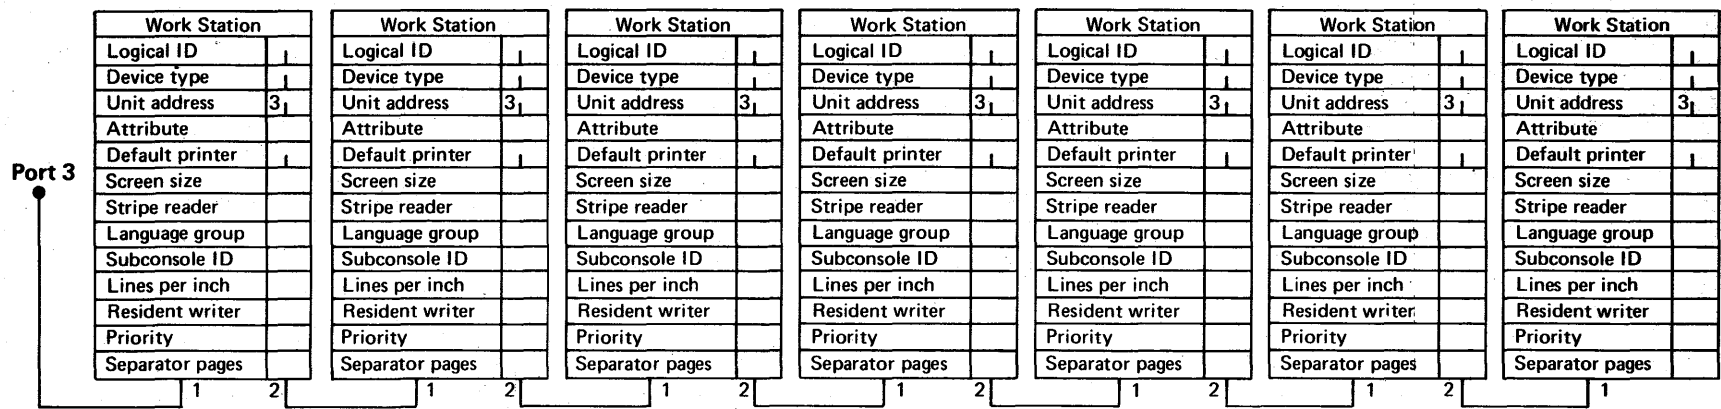 Work Station Work Station Work Station Work Station Work Station Work Station Work Station
Logical ID Logical ID Logical ID Logical ID Logical ID Logical ID Logical ID
Device type Device type Device type Device type Device type Device type Device type
Unit address 3 Unit address 3 Unit address 3 Unit address 3 Unit address 3 Unit address 3 Unit address 3
Attribute Attribute Attribute Attribute Attribute Attribute Attribute
Default printer Default printer Default printer Default printer Default printer Default printer Default printer
Port 3
Screen size Screen size Screen size Screen size Screen size Screen size Screen size
Stripe reader Stripe reader Stripe reader Stripe reader Stripe reader Stripe reader Stripe reader
Language group Language group Language group Language group Language group Language group Language group
Subconsole ID Subconsole ID Subconsole ID Subconsole ID Subconsole ID Subconsole ID Subconsole ID
Lines per inch Lines per inch Lines per inch Lines per inch Lines per inch Lines per inch Lines per inch
Resident writer Resident writer Resident writer Resident writer Resident writer Resident writer Resident writer
Priority Priority Priority Priority Priority Priority Priority
Separator pages Separator pages Separator pages Separator pages Separator pages Separator pages Separator pages
1 2 1 2 1 2 1 2 1 2 1 2 1